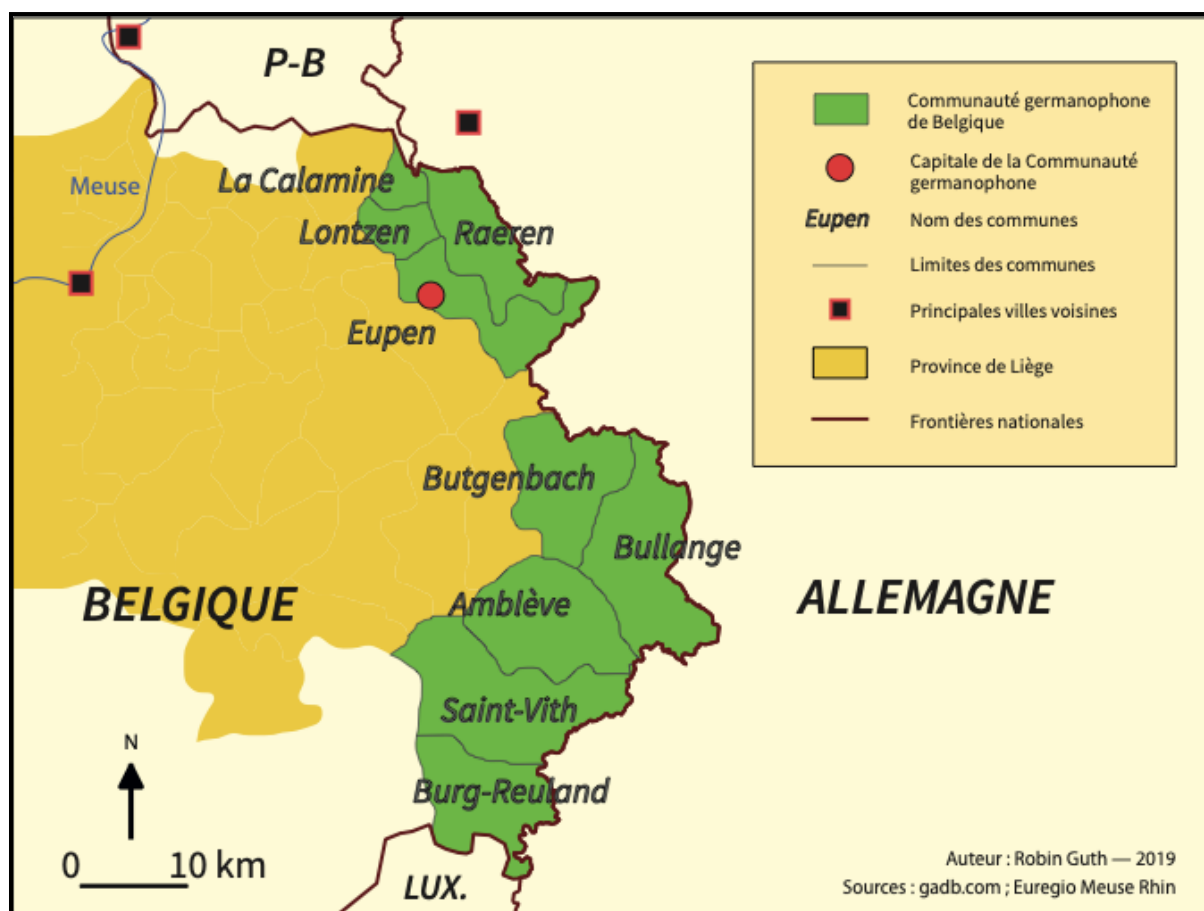 P-B
Meuse
La Calamine
Lontzen
Raeren
Eupen
Butgenbach
Bullange
BELGIQUE
Amblève
ALLEMAGNE
Saint-Vith
Burg-Reuland
LUX.
N
0 10 km
Communauté germanophone
de Belgique
Capitale de la Communauté
germanophone
Eupen Nom des communes
Limites des communes
Principales villes voisines
Province de Liège
Frontières nationales
Auteur : Robin Guth — 2019
Sources : gadb.com ; Euregio Meuse Rhin